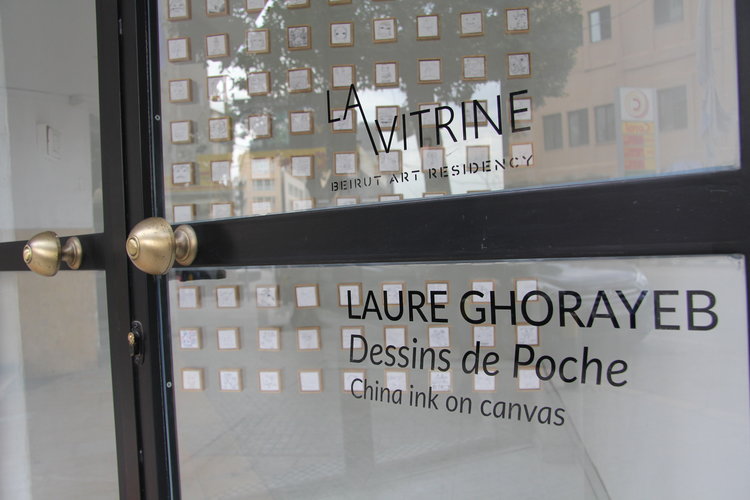 LA
VITRINE
BEIRUT ART RESIDENCY
LAURE GHORAYEB
Dessins de Poche
China ink on canvas